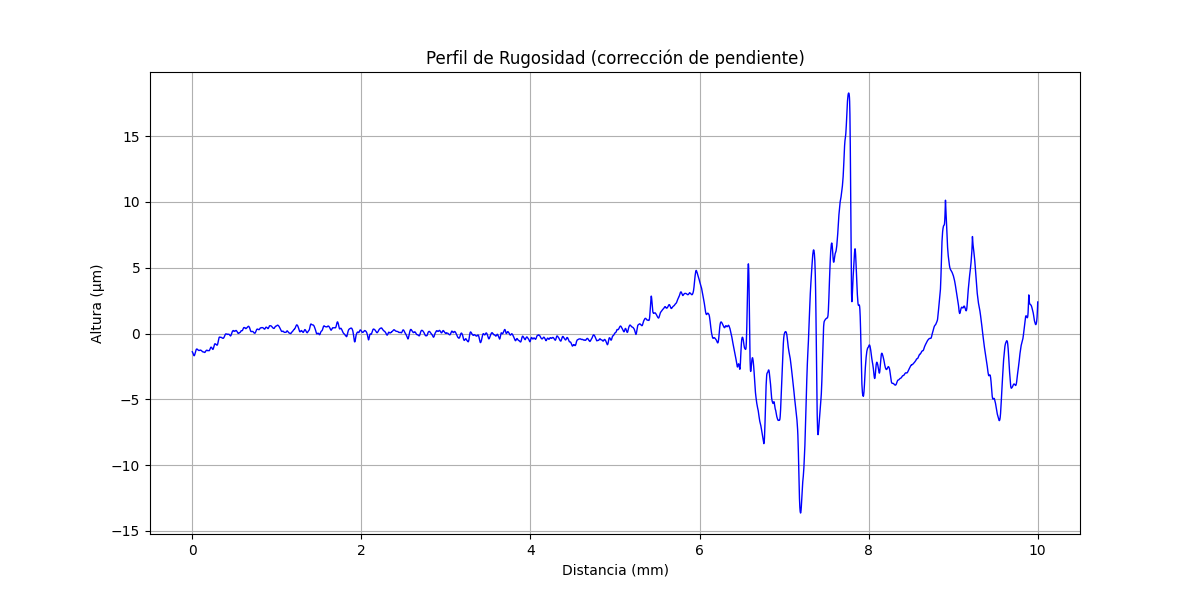 Perfil de Rugosidad (corrección de pendiente)
Altura (μm)
15
10
5
0
−5
−10
−15
0 2 4 6 8 10
Distancia (mm)